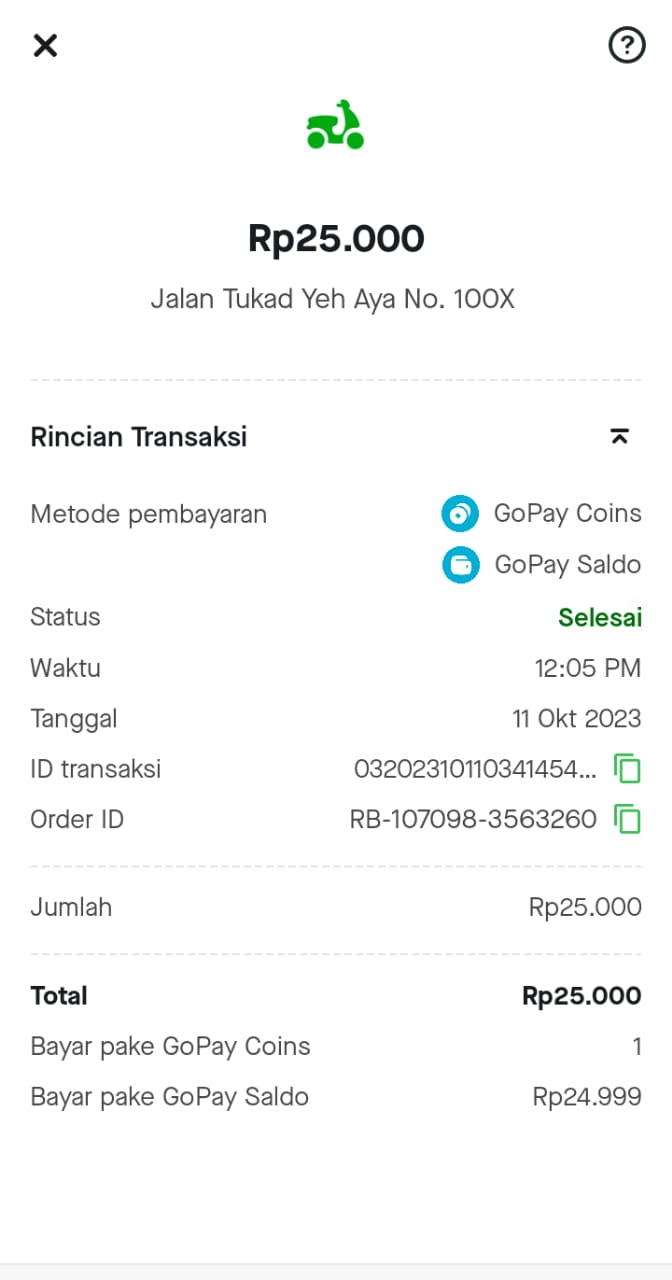 Rp25.000
Jalan Tukad Yeh Aya No. 100X
Rincian Transaksi
Metode pembayaran GoPay Coins
GoPay Saldo
Status Selesai
Waktu 12:05 PM
Tanggal 11 Okt 2023
ID transaksi 03202310110341454...
Order ID RB-107098-3563260
Jumlah Rp25.000
Total Rp25.000
Bayar pake GoPay Coins 1
Bayar pake GoPay Saldo Rp24.999